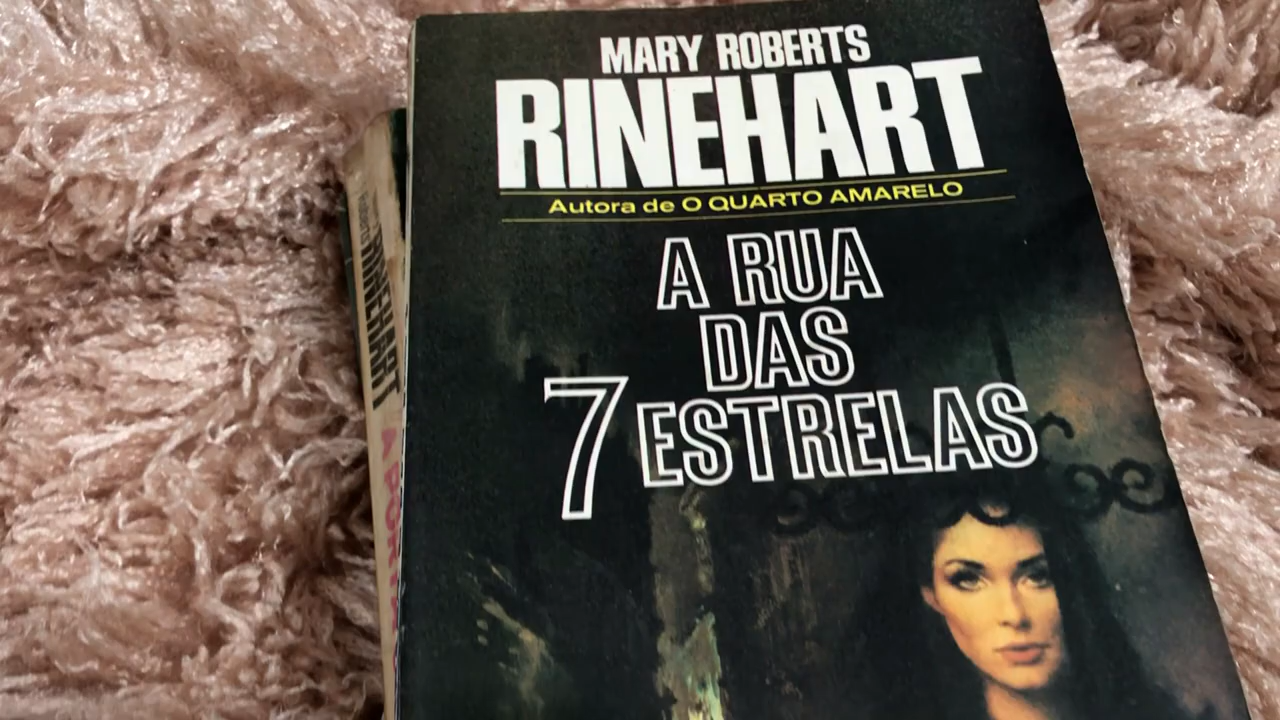 MARY ROBERTS
RINEHART
Autora de O QUARTO AMARELO
A RUA
DAS
7 ESTRELAS
RINEHART